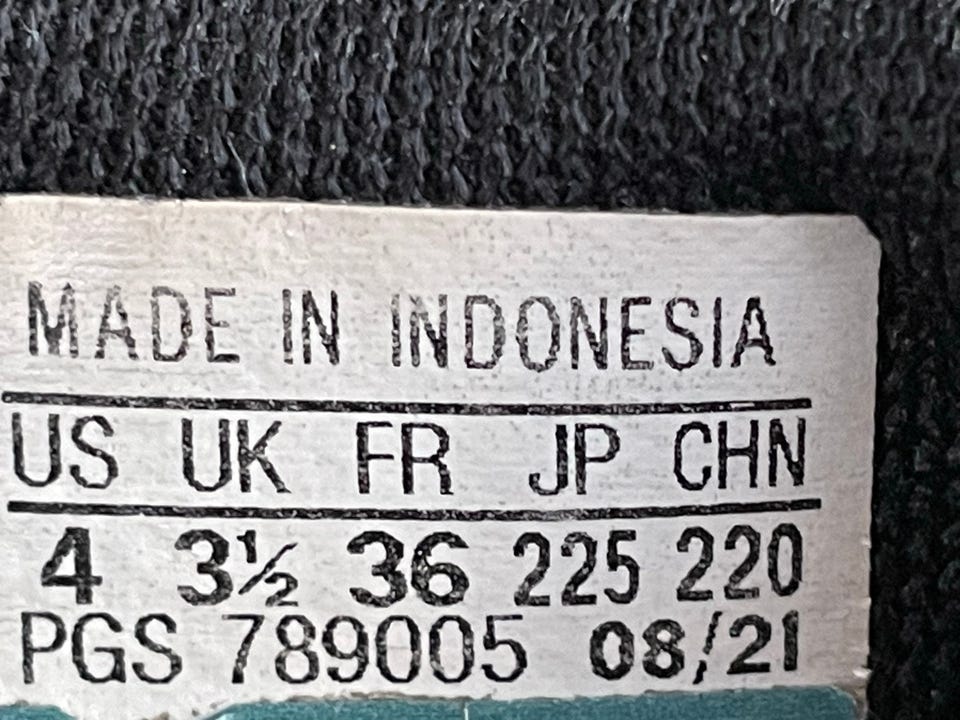 MADE IN INDONESIA
US UK FR JP CHN
4 3½ 36 225 220
PGS 789005 08/21